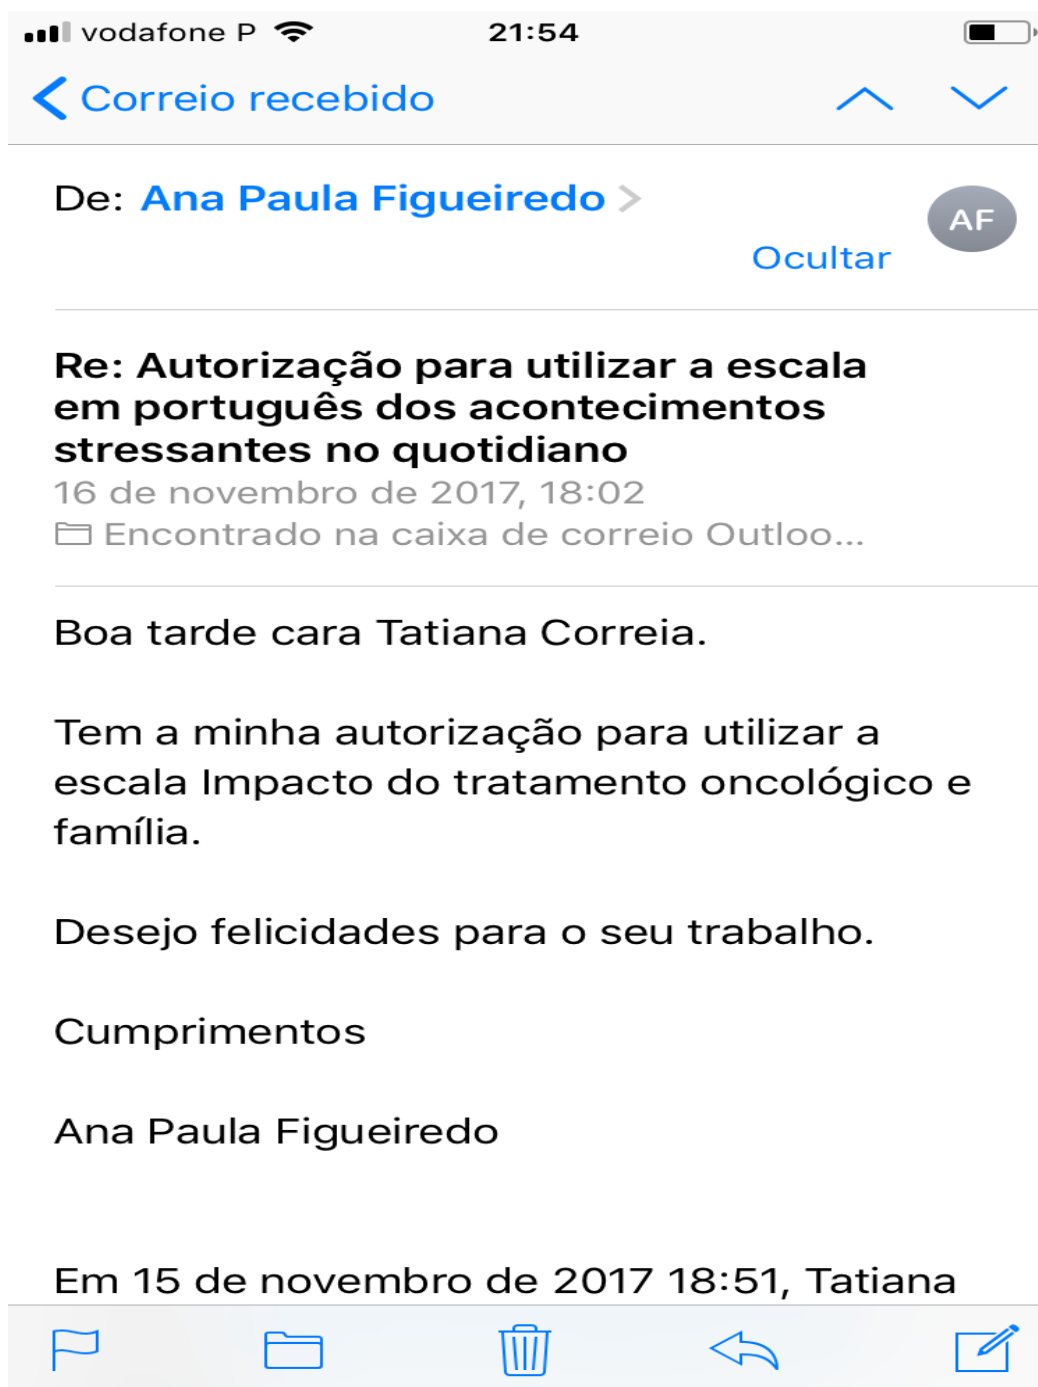 vodafone P 21:54
Correio recebido
De: Ana Paula Figueiredo
AF
Ocultar
Re: Autorização para utilizar a escala
em português dos acontecimentos
stressantes no quotidiano
16 de novembro de 2017, 18:02
Encontrado na caixa de correio Outloo...
Boa tarde cara Tatiana Correia.
Tem a minha autorização para utilizar a
escala Impacto do tratamento oncológico e
família.
Desejo felicidades para o seu trabalho.
Cumprimentos
Ana Paula Figueiredo
Em 15 de novembro de 2017 18:51, Tatiana